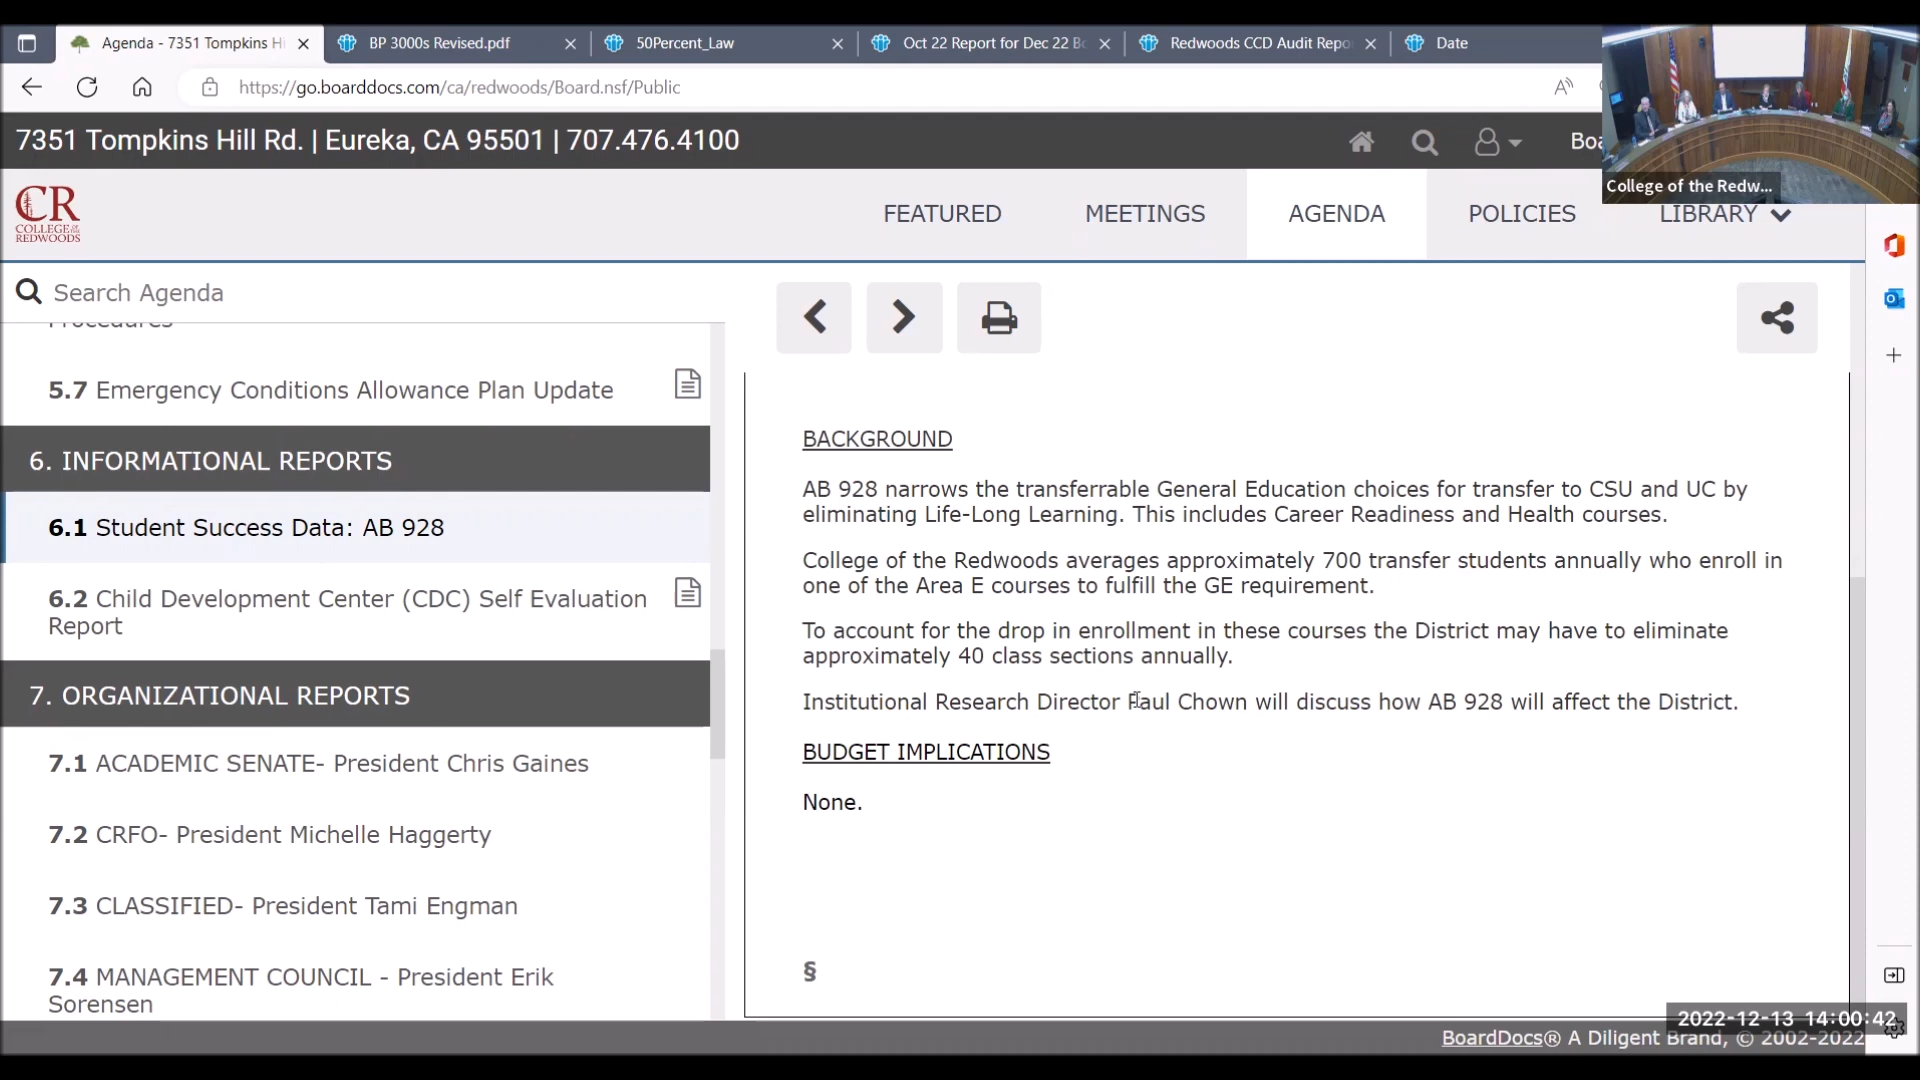 Agenda - 7351 Tompkins Hi
BP 3000s Revised.pdf
50Percent_Law
Oct 22 Report for Dec 22 Bo
Redwoods CCD Audit Repo
Date
https://go.boarddocs.com/ca/redwoods/Board.nsf/Public
7351 Tompkins Hill Rd. | Eureka, CA 95501 | 707.476.4100
Boa
College of the Redw...
CR
COLLEGE OF THE
REDWOODS
FEATURED
MEETINGS
AGENDA
POLICIES
LIBRARY
Search Agenda
Procedures
5.7 Emergency Conditions Allowance Plan Update
6. INFORMATIONAL REPORTS
6.1 Student Success Data: AB 928
6.2 Child Development Center (CDC) Self Evaluation
Report
7. ORGANIZATIONAL REPORTS
7.1 ACADEMIC SENATE- President Chris Gaines
7.2 CRFO- President Michelle Haggerty
7.3 CLASSIFIED- President Tami Engman
7.4 MANAGEMENT COUNCIL - President Erik
Sorensen
BACKGROUND
AB 928 narrows the transferrable General Education choices for transfer to CSU and UC by
eliminating Life-Long Learning. This includes Career Readiness and Health courses.
College of the Redwoods averages approximately 700 transfer students annually who enroll in
one of the Area E courses to fulfill the GE requirement.
To account for the drop in enrollment in these courses the District may have to eliminate
approximately 40 class sections annually.
Institutional Research Director Paul Chown will discuss how AB 928 will affect the District.
BUDGET IMPLICATIONS
None.
§
2022-12-13 14:00:42
BoardDocs® A Diligent Brand, © 2002-2022